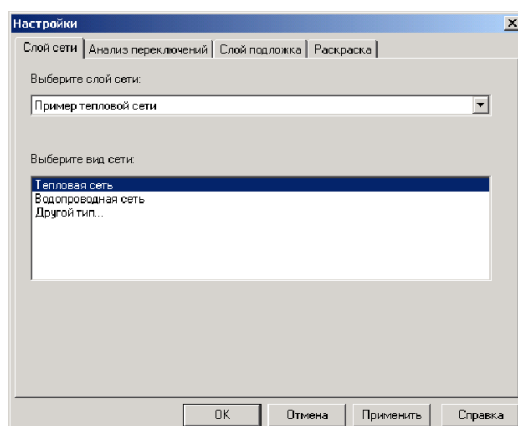 Настройки
Слой сети Анализ переключений Слой подложка Раскраска
Выберите слой сети:
Пример тепловой сети
Выберите вид сети:
Тепловая сеть
Водопроводная сеть
Другой тип...
ОК Отмена Применить Справка